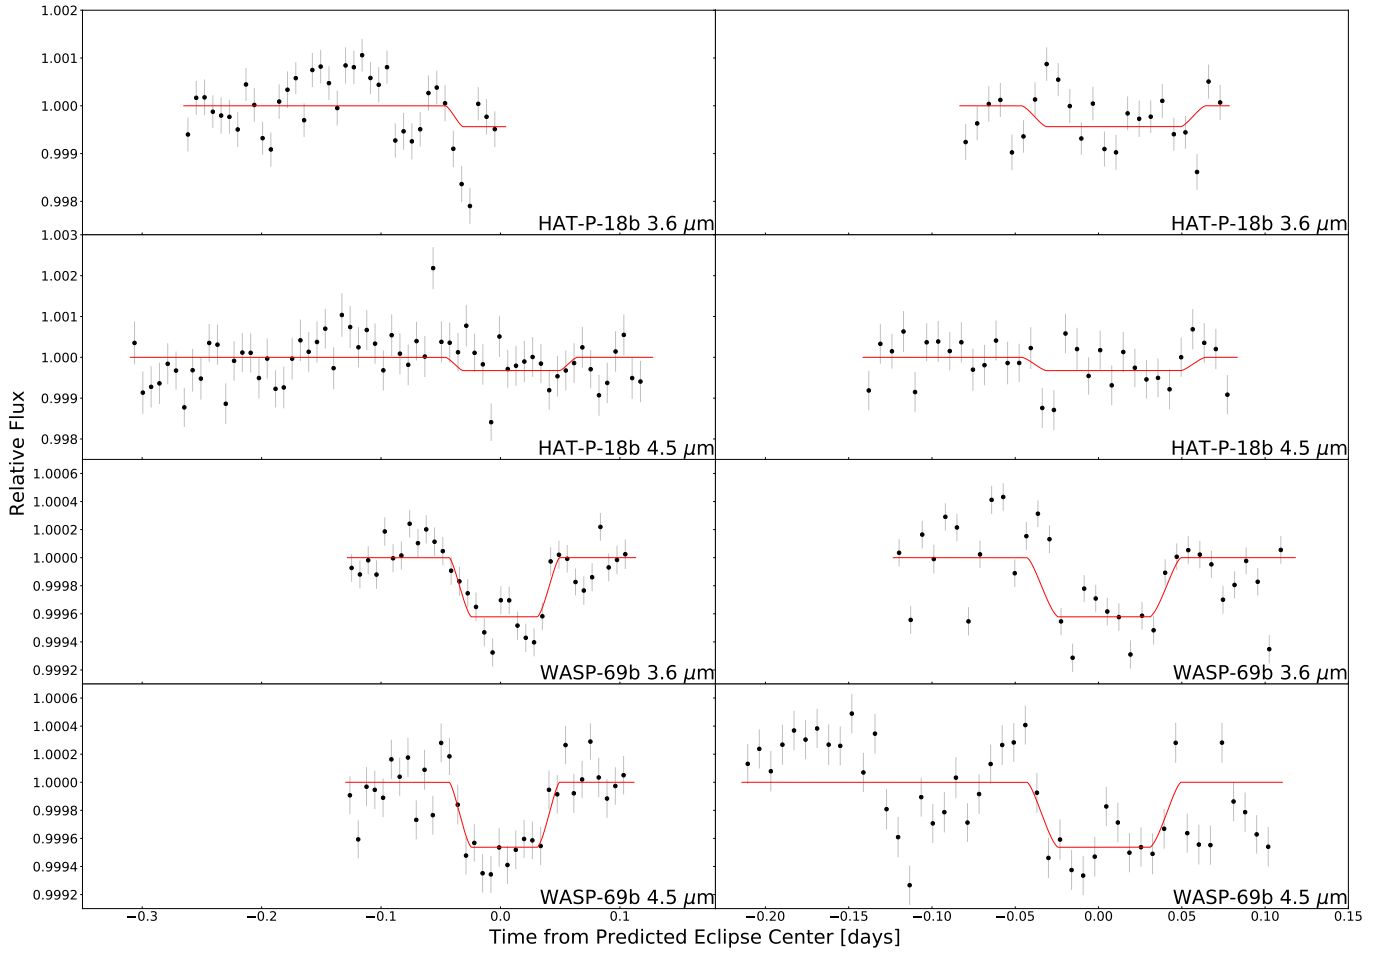 1.002
1.001
1.000
0.999
0.998
HAT-P-18b 3.6 μm
HAT-P-18b 3.6 μm
1.003
1.002
1.001
1.000
0.999
0.998
HAT-P-18b 4.5 μm
HAT-P-18b 4.5 μm
Relative Flux
1.0006
1.0004
1.0002
1.0000
0.9998
0.9996
0.9994
0.9992
WASP-69b 3.6 μm
WASP-69b 3.6 μm
1.0006
1.0004
1.0002
1.0000
0.9998
0.9996
0.9994
0.9992
WASP-69b 4.5 μm
WASP-69b 4.5 μm
−0.3 −0.2 −0.1 0.0 0.1
−0.20 −0.15 −0.10 −0.05 0.00 0.05 0.10 0.15
Time from Predicted Eclipse Center [days]